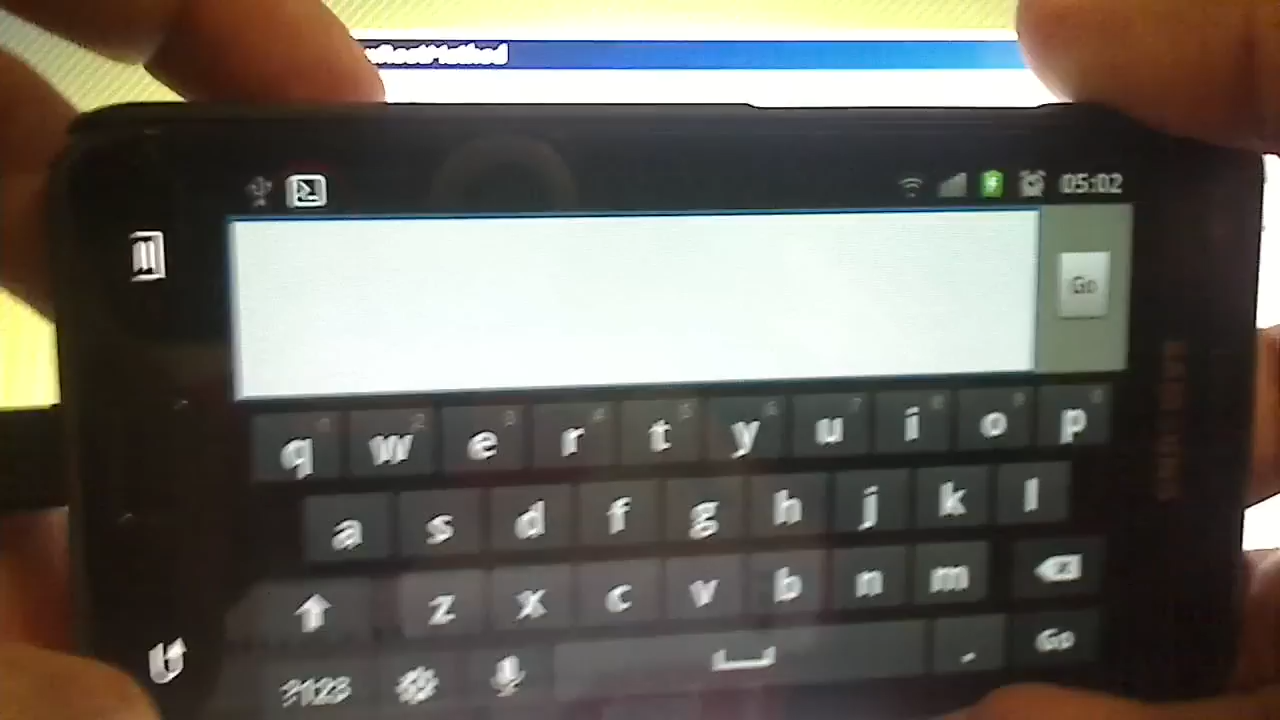 05:02
Go
q w e r t y u i o p
a s d f g h j k l
z x c v b n m
?123 . Go